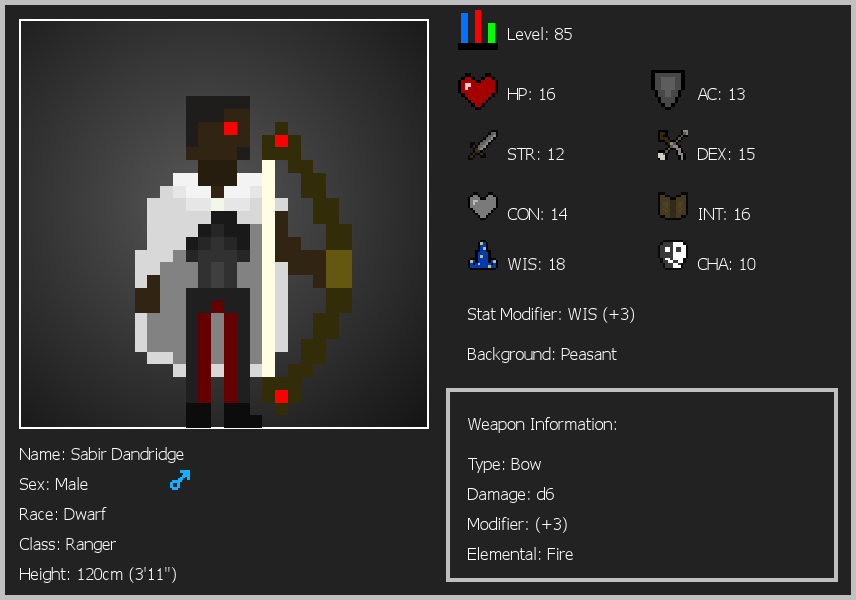 Level: 85
HP: 16
AC: 13
STR: 12
DEX: 15
CON: 14
INT: 16
WIS: 18
CHA: 10
Stat Modifier: WIS (+3)
Background: Peasant
Weapon Information:
Type: Bow
Damage: d6
Modifier: (+3)
Elemental: Fire
Name: Sabir Dandridge
Sex: Male
Race: Dwarf
Class: Ranger
Height: 120cm (3'11")